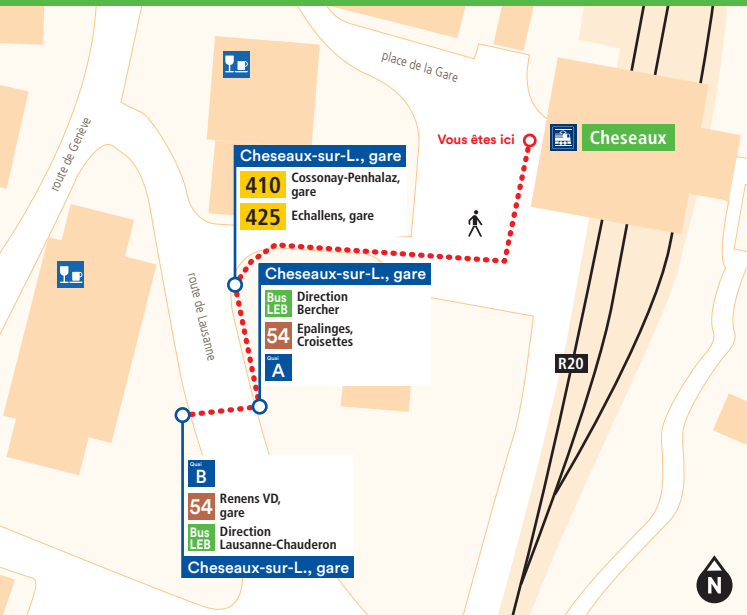 place de la Gare
route de Genève
Vous êtes ici
Cheseaux
Cheseaux-sur-L., gare
410 Cossonay-Penhalaz,
gare
425 Echallens, gare
Cheseaux-sur-L., gare
Bus
LEB
Direction
Bercher
54 Epalinges,
Croisettes
Quai
A
route de Lausanne
R20
Quai
B
54 Renens VD,
gare
Bus
LEB
Direction
Lausanne-Chauderon
Cheseaux-sur-L., gare
N